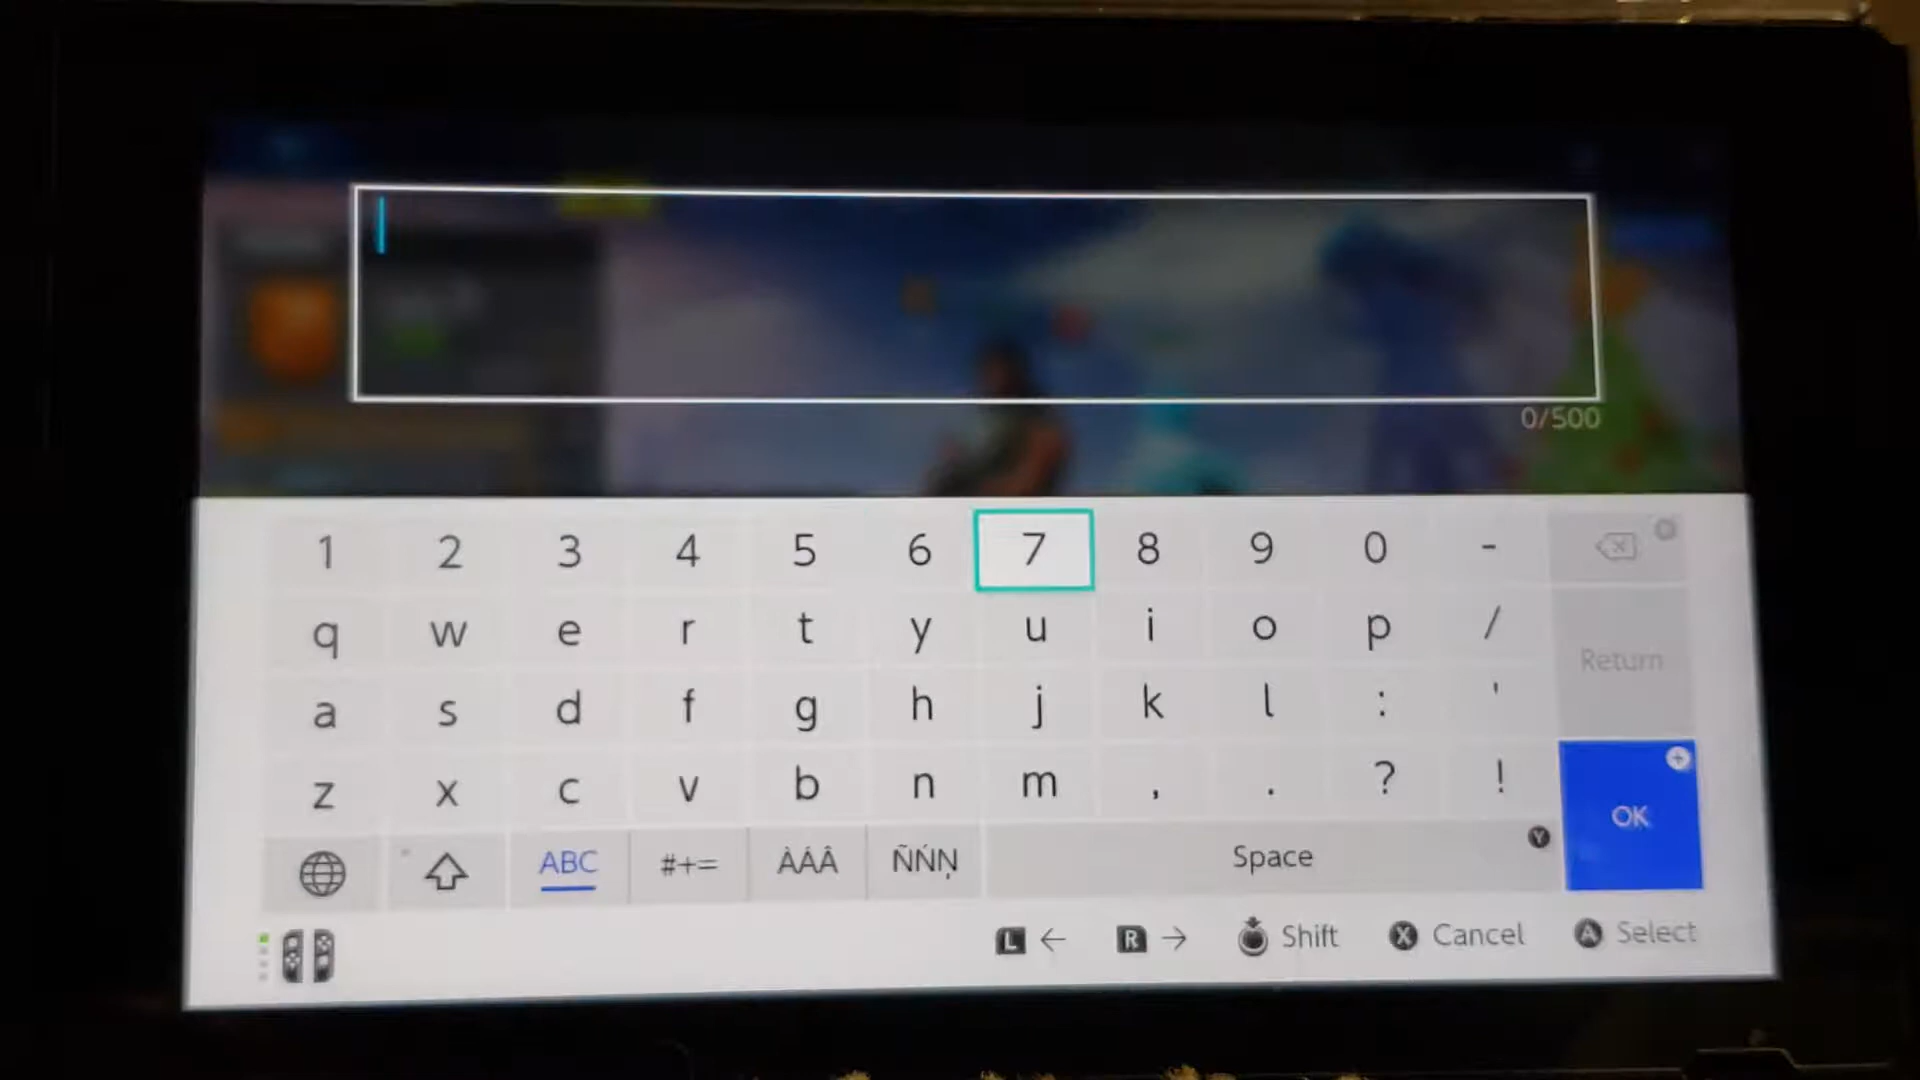 0/500
1 2 3 4 5 6 7 8 9 0 -
q w e r t y u i o p /
Return
a s d f g h j k l : '
z x c v b n m , . ? !
OK
ABC #+= ÀÁÂ ÑŃŅ Space Y
L ← R → Shift X Cancel A Select